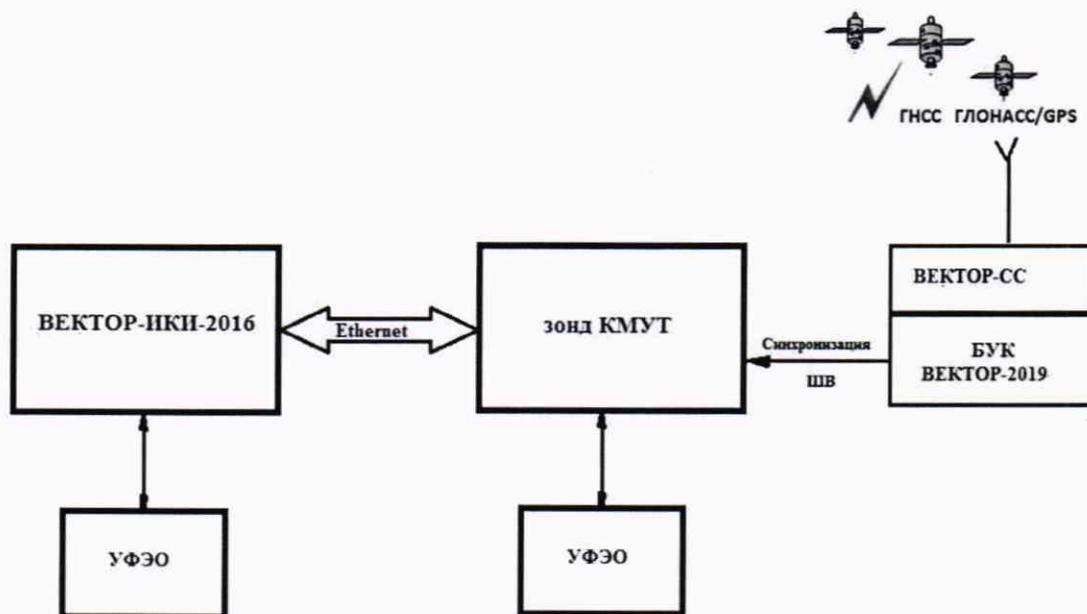 ГНСС ГЛОНАСС/GPS
ВЕКТОР-СС
ВЕКТОР-ИКИ-2016
Ethernet
зонд КМУТ
Синхронизация
ШВ
БУК
ВЕКТОР-2019
УФЭО
УФЭО